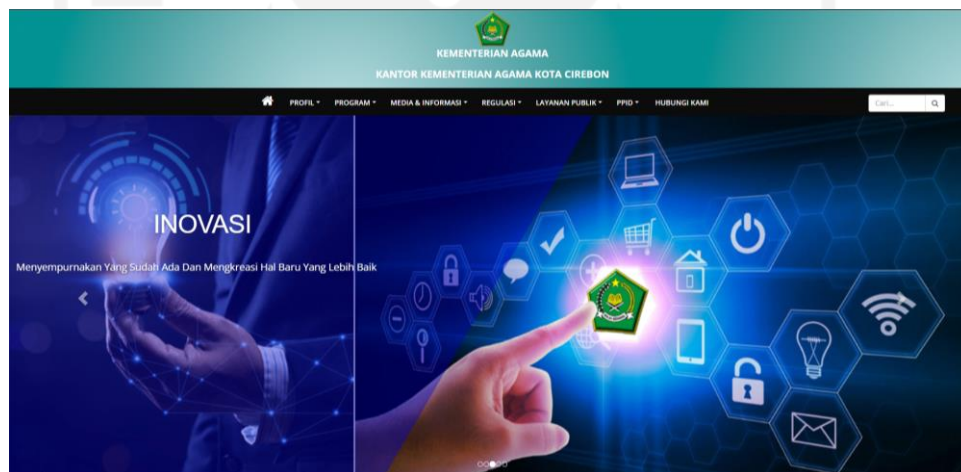 KEMENTERIAN AGAMA
KANTOR KEMENTERIAN AGAMA KOTA CIREBON
PROFIL PROGRAM MEDIA & INFORMASI REGULASI LAYANAN PUBLIK PPID HUBUNGI KAMI
Cari...
INOVASI
Menyempurnakan Yang Sudah Ada Dan Mengkreasi Hal Baru Yang Lebih Baik